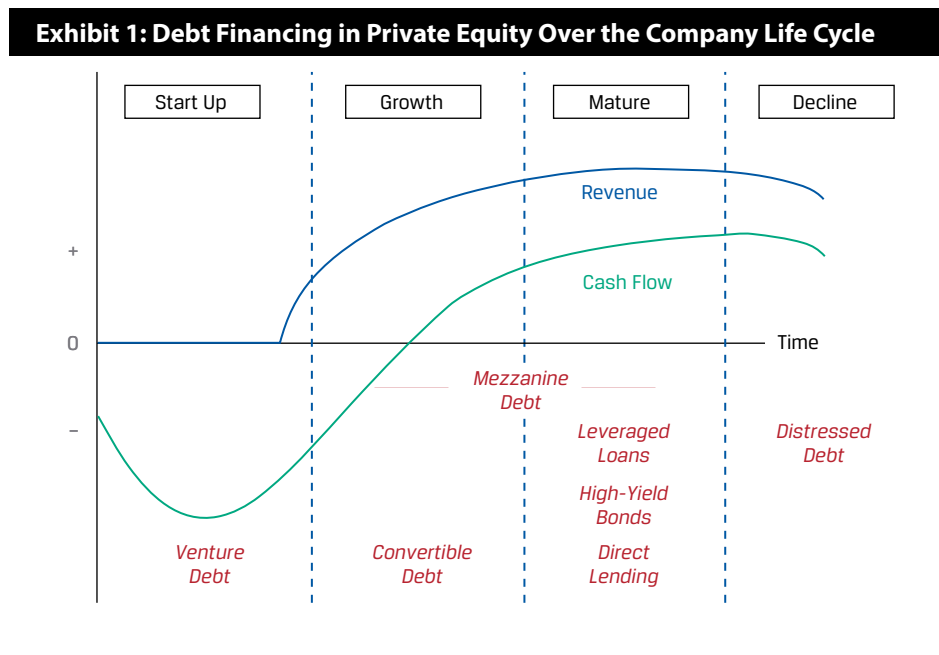 Exhibit 1: Debt Financing in Private Equity Over the Company Life Cycle
Start Up
Growth
Mature
Decline
Revenue
+
Cash Flow
0
Time
Mezzanine
Debt
−
Leveraged
Loans
Distressed
Debt
High-Yield
Bonds
Venture
Debt
Convertible
Debt
Direct
Lending